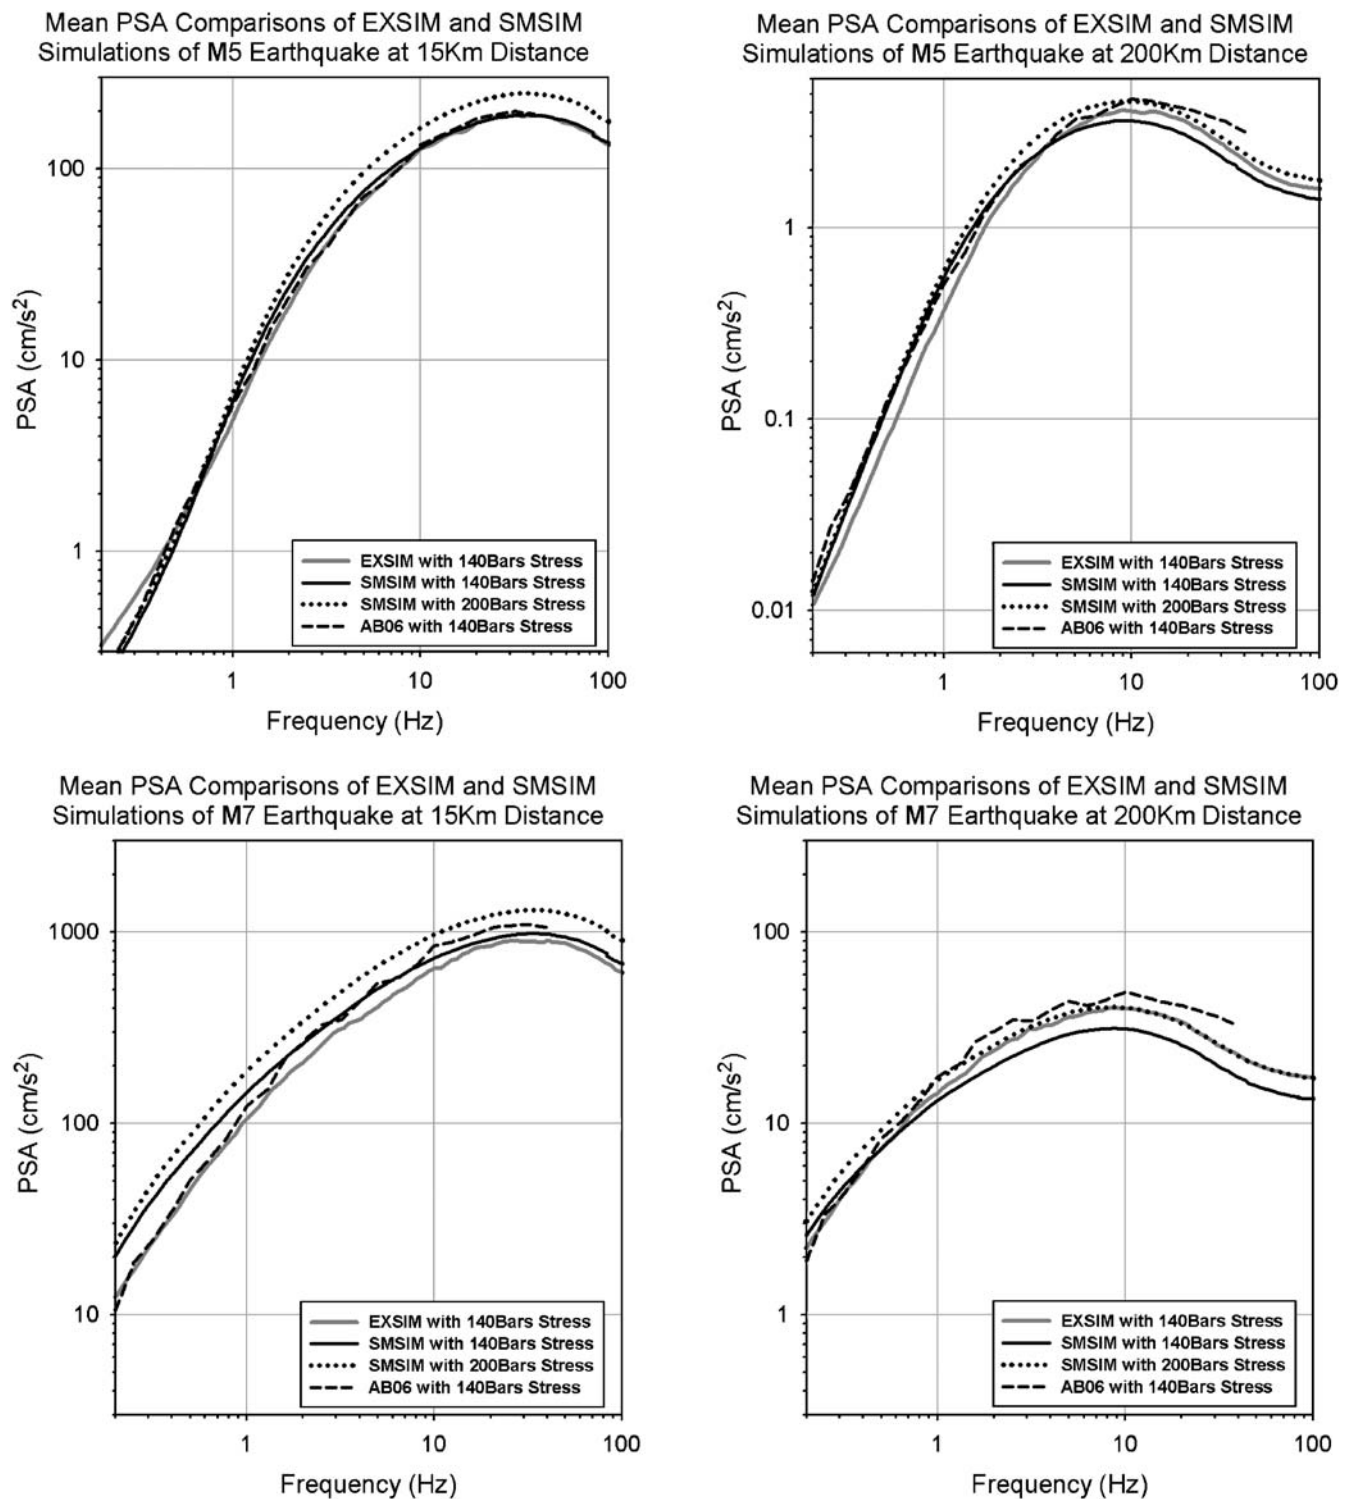 Mean PSA Comparisons of EXSIM and SMSIM
Simulations of M5 Earthquake at 15Km Distance
PSA (cm/s²)
100
10
1
EXSIM with 140Bars Stress
SMSIM with 140Bars Stress
SMSIM with 200Bars Stress
AB06 with 140Bars Stress
1
10
100
Frequency (Hz)
Mean PSA Comparisons of EXSIM and SMSIM
Simulations of M5 Earthquake at 200Km Distance
PSA (cm/s²)
1
0.1
0.01
EXSIM with 140Bars Stress
SMSIM with 140Bars Stress
SMSIM with 200Bars Stress
AB06 with 140Bars Stress
1
10
100
Frequency (Hz)
Mean PSA Comparisons of EXSIM and SMSIM
Simulations of M7 Earthquake at 15Km Distance
PSA (cm/s²)
1000
100
10
EXSIM with 140Bars Stress
SMSIM with 140Bars Stress
SMSIM with 200Bars Stress
AB06 with 140Bars Stress
1
10
100
Frequency (Hz)
Mean PSA Comparisons of EXSIM and SMSIM
Simulations of M7 Earthquake at 200Km Distance
PSA (cm/s²)
100
10
1
EXSIM with 140Bars Stress
SMSIM with 140Bars Stress
SMSIM with 200Bars Stress
AB06 with 140Bars Stress
1
10
100
Frequency (Hz)